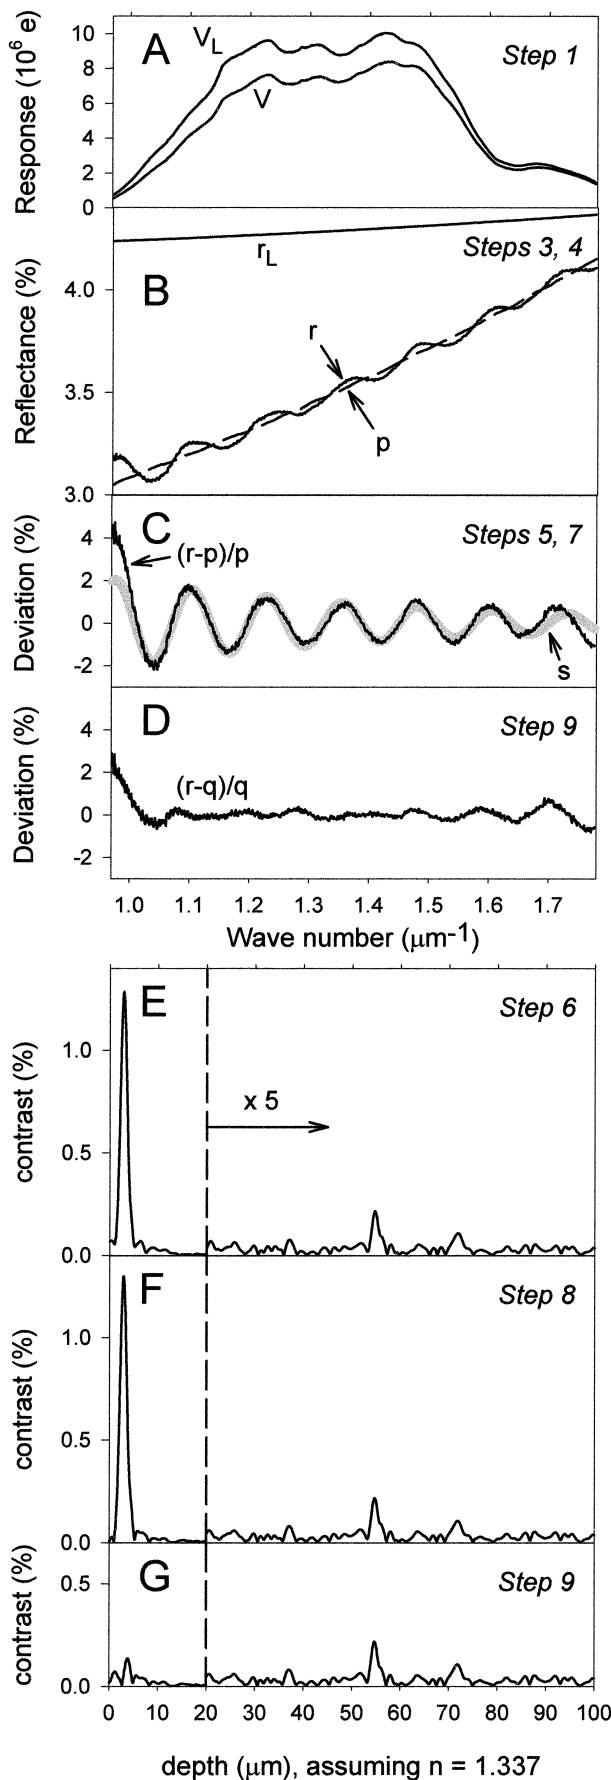 A
V_L
V
Step 1
Response (10^6 e)
10
8
6
4
2
0
B
r_L
Steps 3, 4
r
p
Reflectance (%)
4.0
3.5
3.0
C
(r-p)/p
Steps 5, 7
s
Deviation (%)
4
2
0
-2
D
(r-q)/q
Step 9
Deviation (%)
4
2
0
-2
1.0 1.1 1.2 1.3 1.4 1.5 1.6 1.7
Wave number (μm^-1)
E
Step 6
x 5
contrast (%)
1.0
0.5
0.0
F
Step 8
contrast (%)
1.0
0.5
0.0
G
Step 9
contrast (%)
0.5
0.0
0 10 20 30 40 50 60 70 80 90 100
depth (μm), assuming n = 1.337